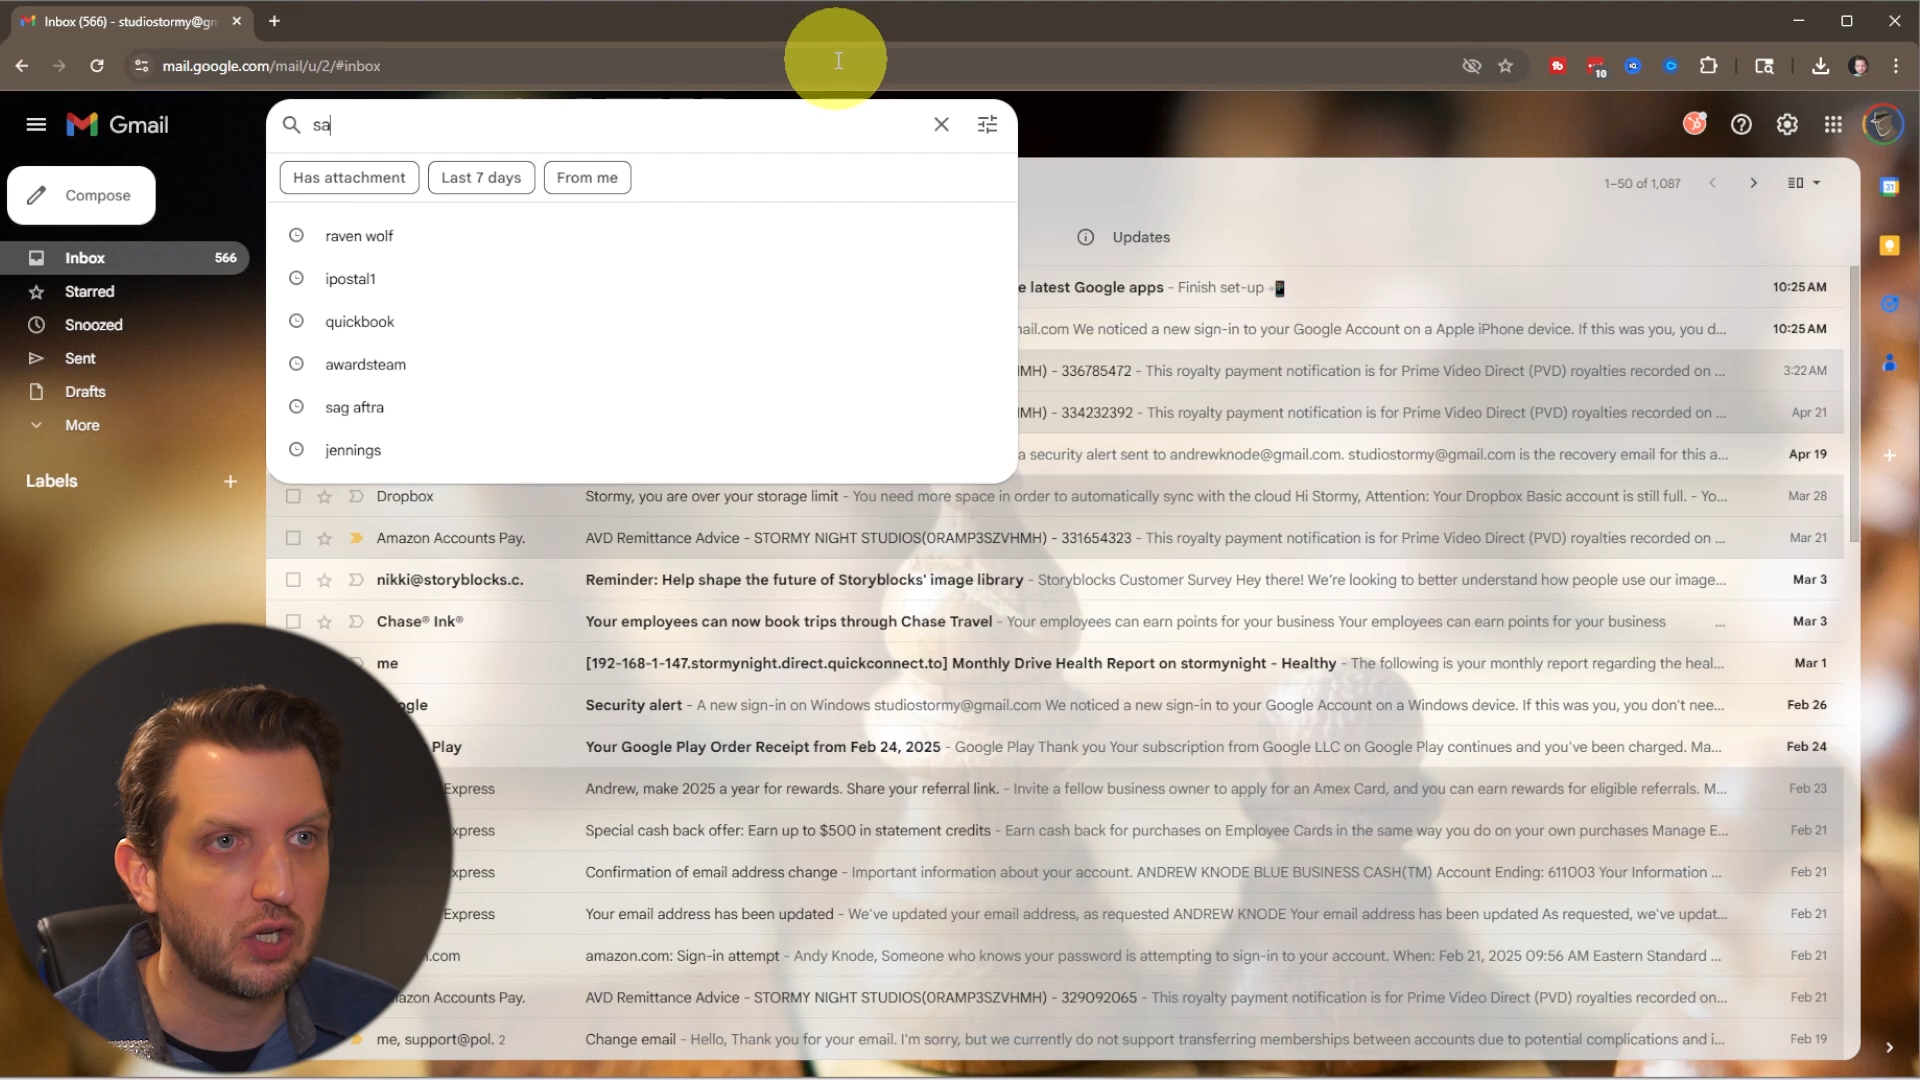 Inbox (566) - studiostormy@gm
mail.google.com/mail/u/2/#inbox
10
Gmail
sa
Has attachment
Last 7 days
From me
Compose
1–50 of 1,087
31
raven wolf
Updates
Inbox
566
ipostal1
e latest Google apps - Finish set-up
10:25 AM
Starred
quickbook
nail.com We noticed a new sign-in to your Google Account on a Apple iPhone device. If this was you, you d...
10:25 AM
Snoozed
awardsteam
HMH) - 336785472 - This royalty payment notification is for Prime Video Direct (PVD) royalties recorded on ...
3:22 AM
Sent
sag aftra
HMH) - 334232392 - This royalty payment notification is for Prime Video Direct (PVD) royalties recorded on ...
Apr 21
Drafts
jennings
a security alert sent to andrewknode@gmail.com. studiostormy@gmail.com is the recovery email for this a...
Apr 19
More
Labels
Dropbox
Stormy, you are over your storage limit - You need more space in order to automatically sync with the cloud Hi Stormy, Attention: Your Dropbox Basic account is still full. - Yo...
Mar 28
Amazon Accounts Pay.
AVD Remittance Advice - STORMY NIGHT STUDIOS(0RAMP3SZVHMH) - 331654323 - This royalty payment notification is for Prime Video Direct (PVD) royalties recorded on ...
Mar 21
nikki@storyblocks.c.
Reminder: Help shape the future of Storyblocks' image library - Storyblocks Customer Survey Hey there! We're looking to better understand how people use our image...
Mar 3
Chase® Ink®
Your employees can now book trips through Chase Travel - Your employees can earn points for your business Your employees can earn points for your business ...
Mar 3
me
[192-168-1-147.stormynight.direct.quickconnect.to] Monthly Drive Health Report on stormynight - Healthy - The following is your monthly report regarding the heal...
Mar 1
ogle
Security alert - A new sign-in on Windows studiostormy@gmail.com We noticed a new sign-in to your Google Account on a Windows device. If this was you, you don't nee...
Feb 26
Play
Your Google Play Order Receipt from Feb 24, 2025 - Google Play Thank you Your subscription from Google LLC on Google Play continues and you've been charged. Ma...
Feb 24
Express
Andrew, make 2025 a year for rewards. Share your referral link. - Invite a fellow business owner to apply for an Amex Card, and you can earn rewards for eligible referrals. M...
Feb 23
xpress
Special cash back offer: Earn up to $500 in statement credits - Earn cash back for purchases on Employee Cards in the same way you do on your own purchases Manage E...
Feb 21
xpress
Confirmation of email address change - Important information about your account. ANDREW KNODE BLUE BUSINESS CASH(TM) Account Ending: 611003 Your Information ...
Feb 21
Express
Your email address has been updated - We've updated your email address, as requested ANDREW KNODE Your email address has been updated As requested, we've updat...
Feb 21
.com
amazon.com: Sign-in attempt - Andy Knode, Someone who knows your password is attempting to sign-in to your account. When: Feb 21, 2025 09:56 AM Eastern Standard ...
Feb 21
azon Accounts Pay.
AVD Remittance Advice - STORMY NIGHT STUDIOS(0RAMP3SZVHMH) - 329092065 - This royalty payment notification is for Prime Video Direct (PVD) royalties recorded on...
Feb 21
me, support@pol. 2
Change email - Hello, Thank you for your email. I'm sorry, but we currently do not support transferring memberships between accounts due to potential complications and i...
Feb 19